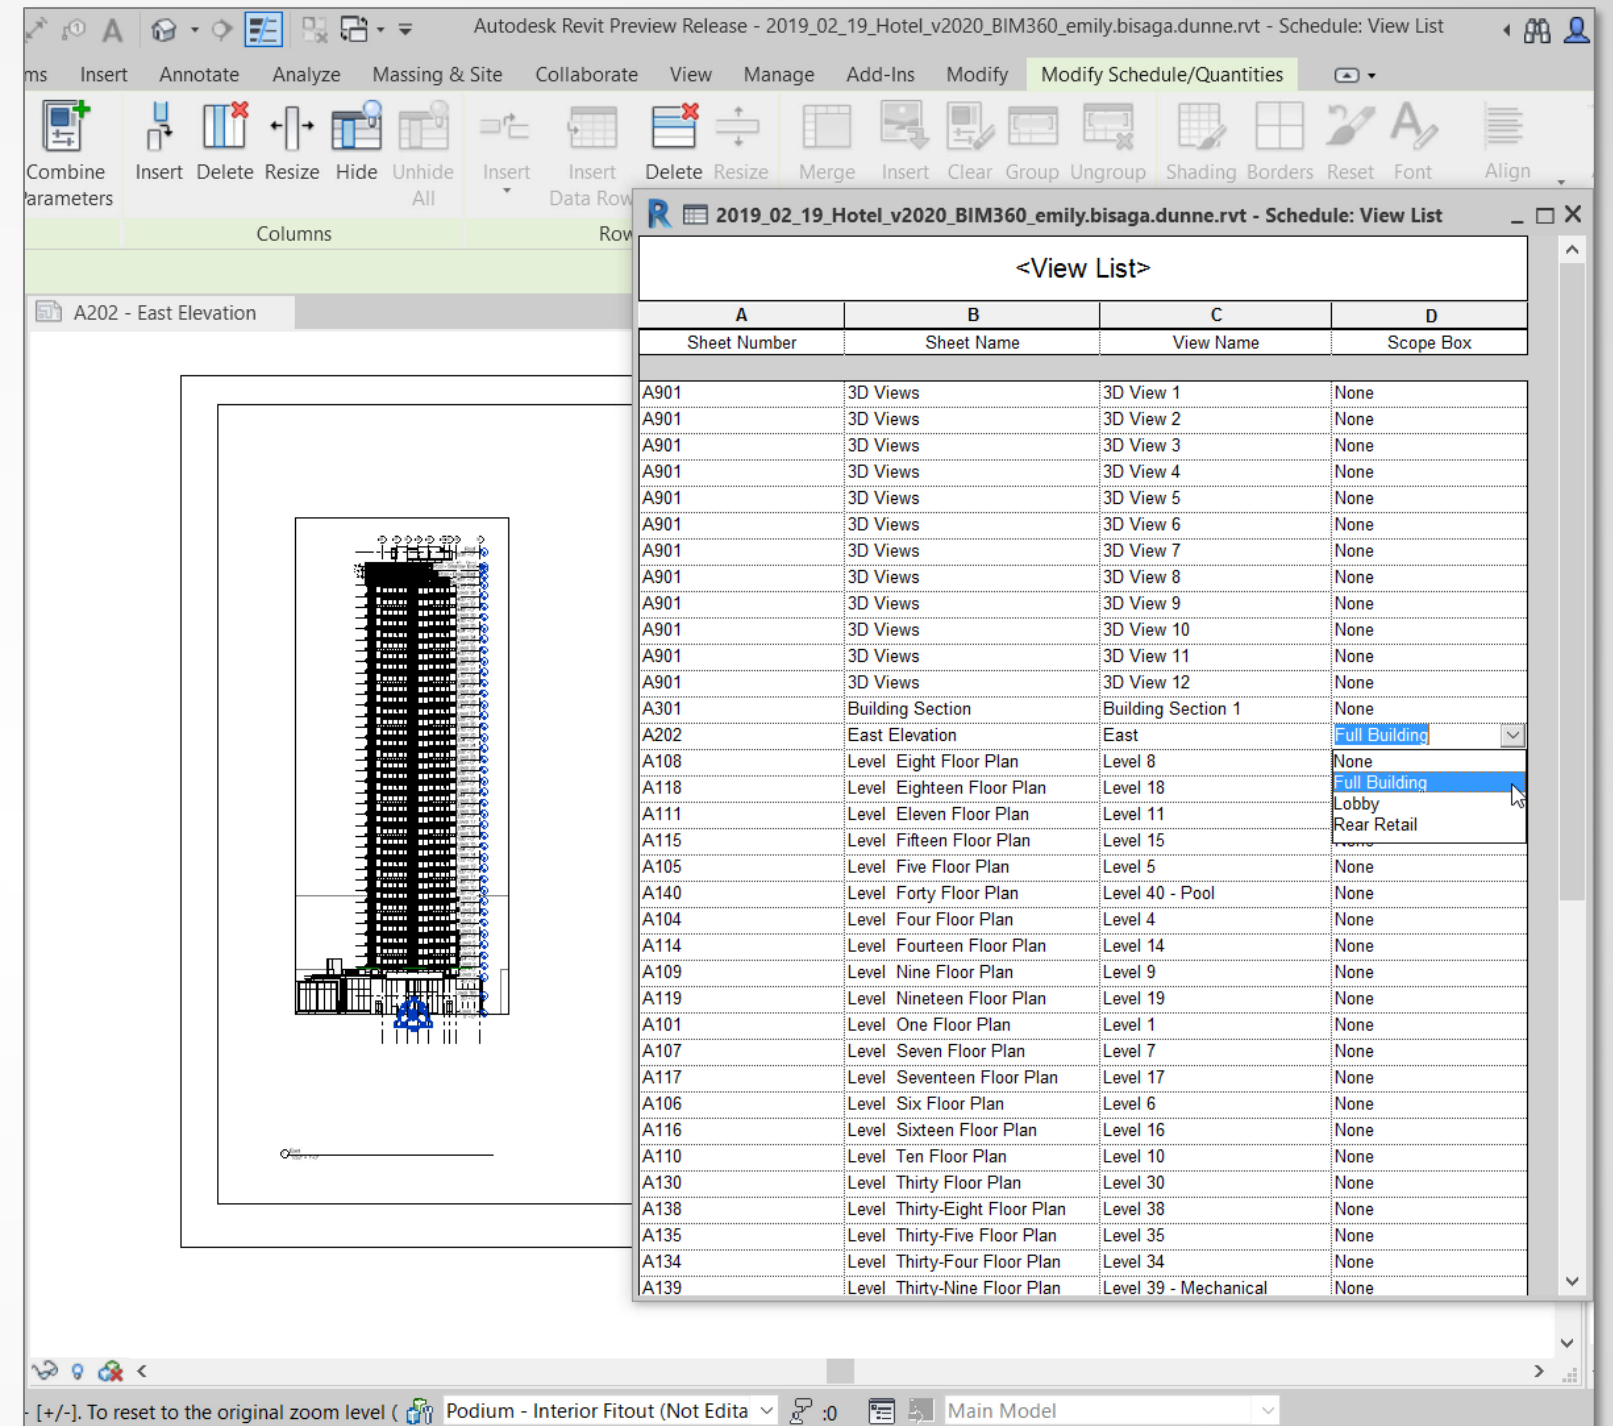 Autodesk Revit Preview Release - 2019_02_19_Hotel_v2020_BIM360_emily.bisaga.dunne.rvt - Schedule: View List
ms Insert Annotate Analyze Massing & Site Collaborate View Manage Add-Ins Modify Modify Schedule/Quantities
Combine Parameters Insert Delete Resize Hide Unhide All Insert Insert Data Row Delete Resize Merge Insert Clear Group Ungroup Shading Borders Reset Font Align
Columns Row
2019_02_19_Hotel_v2020_BIM360_emily.bisaga.dunne.rvt - Schedule: View List
A202 - East Elevation
<View List>
A B C D
Sheet Number Sheet Name View Name Scope Box
A901 3D Views 3D View 1 None
A901 3D Views 3D View 2 None
A901 3D Views 3D View 3 None
A901 3D Views 3D View 4 None
A901 3D Views 3D View 5 None
A901 3D Views 3D View 6 None
A901 3D Views 3D View 7 None
A901 3D Views 3D View 8 None
A901 3D Views 3D View 9 None
A901 3D Views 3D View 10 None
A901 3D Views 3D View 11 None
A901 3D Views 3D View 12 None
A301 Building Section Building Section 1 None
A202 East Elevation East Full Building
A108 Level Eight Floor Plan Level 8 None
A118 Level Eighteen Floor Plan Level 18 Full Building
A111 Level Eleven Floor Plan Level 11 Lobby
Rear Retail
A115 Level Fifteen Floor Plan Level 15
A105 Level Five Floor Plan Level 5 None
A140 Level Forty Floor Plan Level 40 - Pool None
A104 Level Four Floor Plan Level 4 None
A114 Level Fourteen Floor Plan Level 14 None
A109 Level Nine Floor Plan Level 9 None
A119 Level Nineteen Floor Plan Level 19 None
A101 Level One Floor Plan Level 1 None
A107 Level Seven Floor Plan Level 7 None
A117 Level Seventeen Floor Plan Level 17 None
A106 Level Six Floor Plan Level 6 None
A116 Level Sixteen Floor Plan Level 16 None
A110 Level Ten Floor Plan Level 10 None
A130 Level Thirty Floor Plan Level 30 None
A138 Level Thirty-Eight Floor Plan Level 38 None
A135 Level Thirty-Five Floor Plan Level 35 None
A134 Level Thirty-Four Floor Plan Level 34 None
A139 Level Thirty-Nine Floor Plan Level 39 - Mechanical None
- [+/-]. To reset to the original zoom level ( Podium - Interior Fitout (Not Edita :0 Main Model